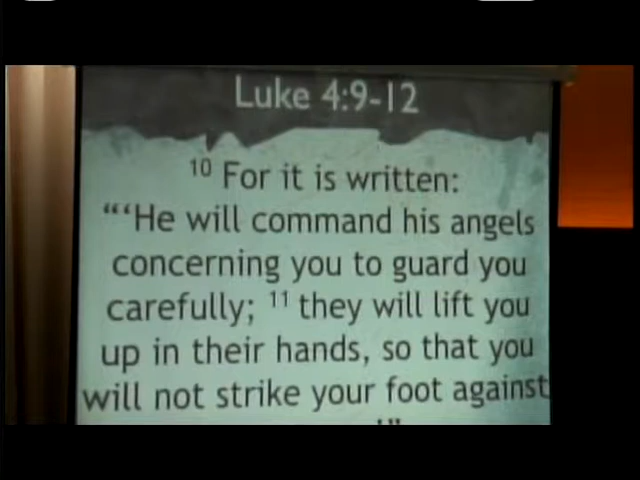 Luke 4:9-12
10 For it is written:
"'He will command his angels
concerning you to guard you
carefully; 11 they will lift you
up in their hands, so that you
will not strike your foot against